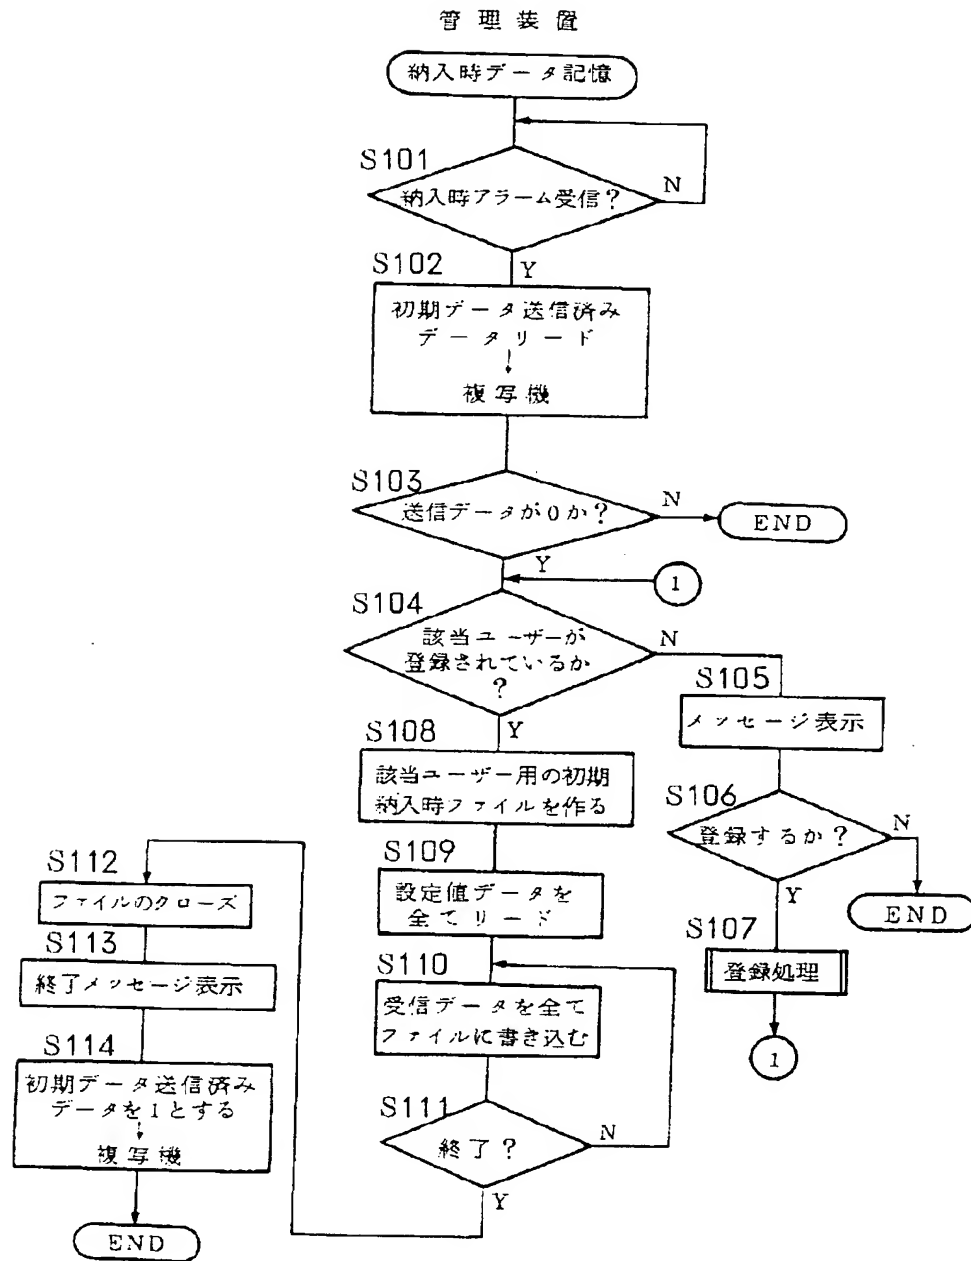 管理装置
納入時データ記憶
S101
納入時アラーム受信？
N
S102
Y
初期データ送信済み
データリード
↓
複写機
S103
送信データが0か？
N
END
Y
1
S104
該当ユーザーが
登録されているか
？
N
S105
メッセージ表示
S108
Y
該当ユーザー用の初期
納入時ファイルを作る
S106
登録するか？
N
END
Y
S109
設定値データを
全てリード
S107
登録処理
1
S110
受信データを全て
ファイルに書き込む
S111
終了？
N
Y
S112
ファイルのクローズ
S113
終了メッセージ表示
S114
初期データ送信済み
データを1とする
↓
複写機
END